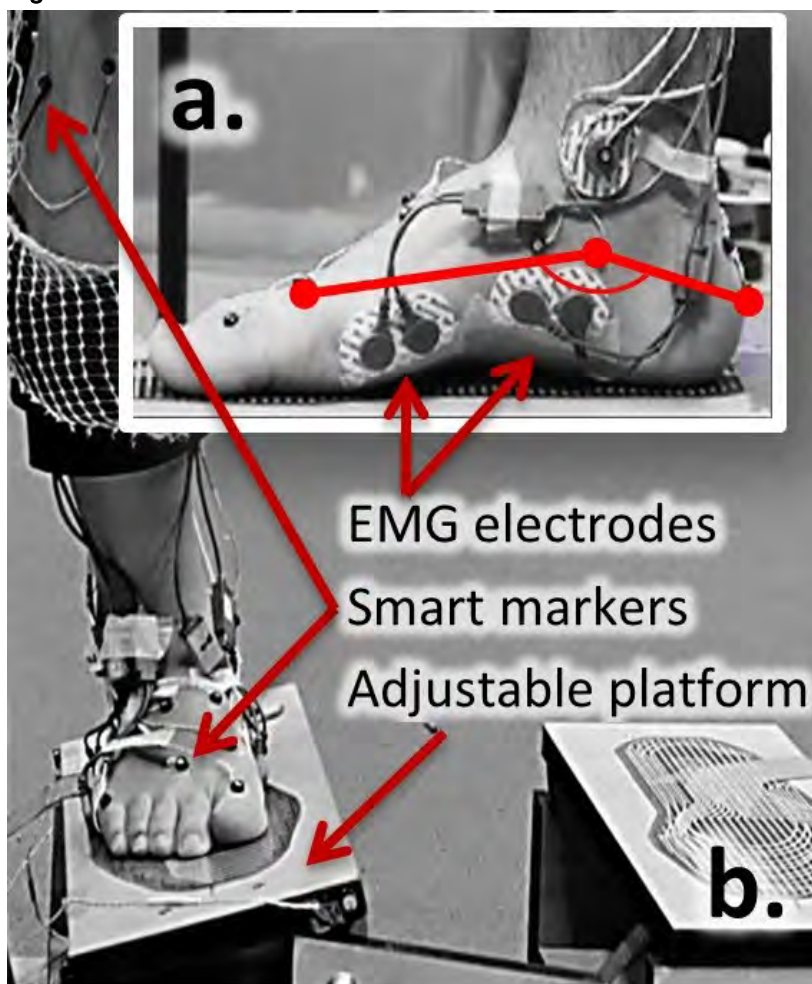 a.
EMG electrodes
Smart markers
Adjustable platform
b.